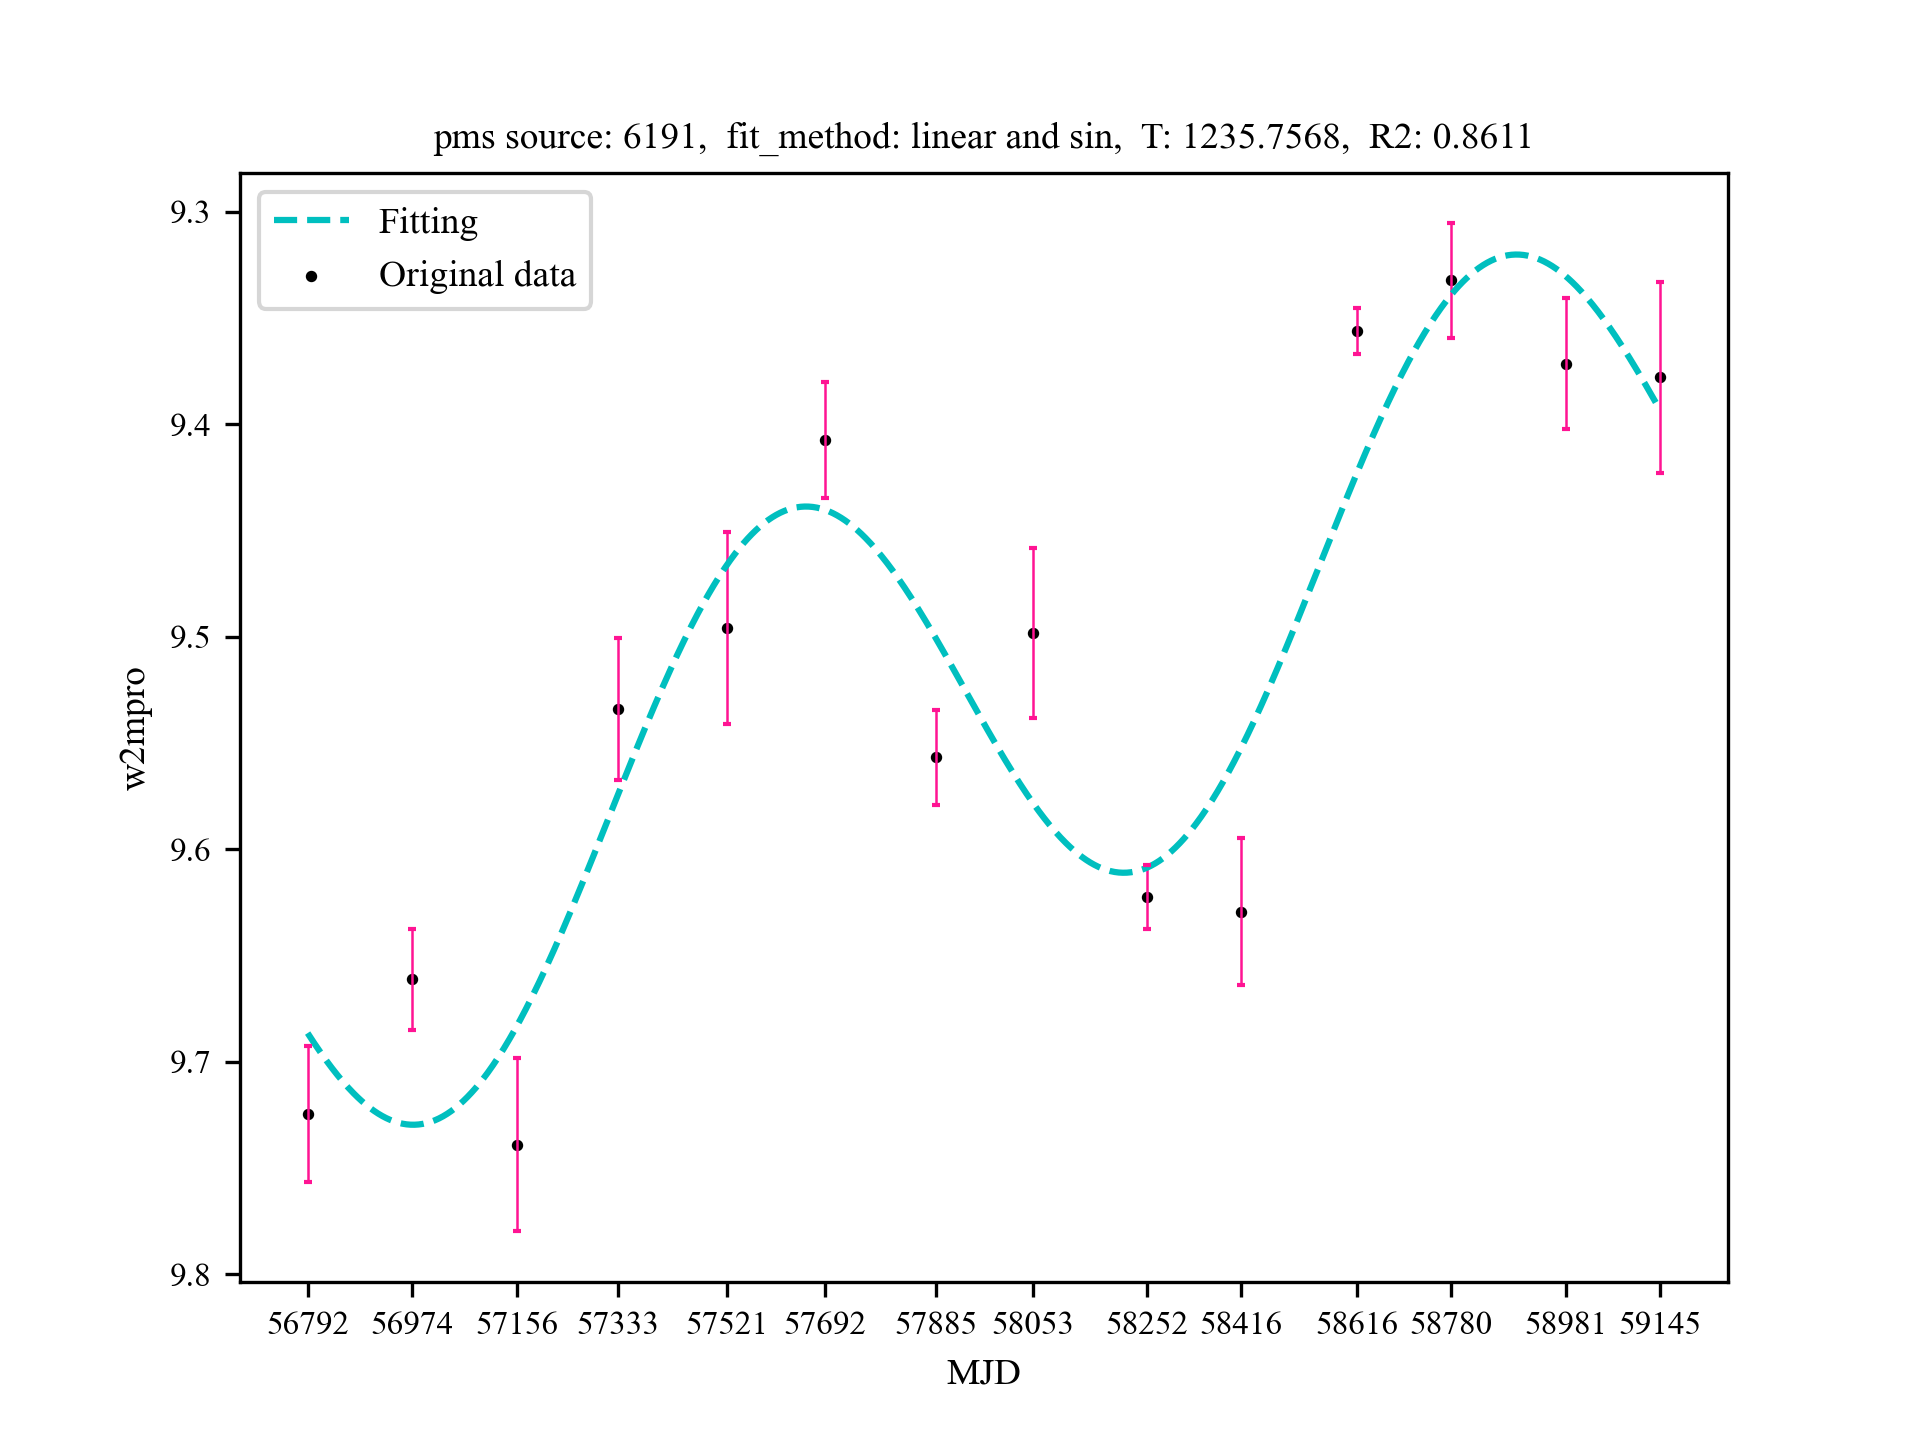 pms source: 6191, fit_method: linear and sin, T: 1235.7568, R2: 0.8611
Fitting
Original data
9.3
9.4
9.5
9.6
9.7
9.8
w2mpro
56792 56974 57156 57333 57521 57692 57885 58053 58252 58416 58616 58780 58981 59145
MJD